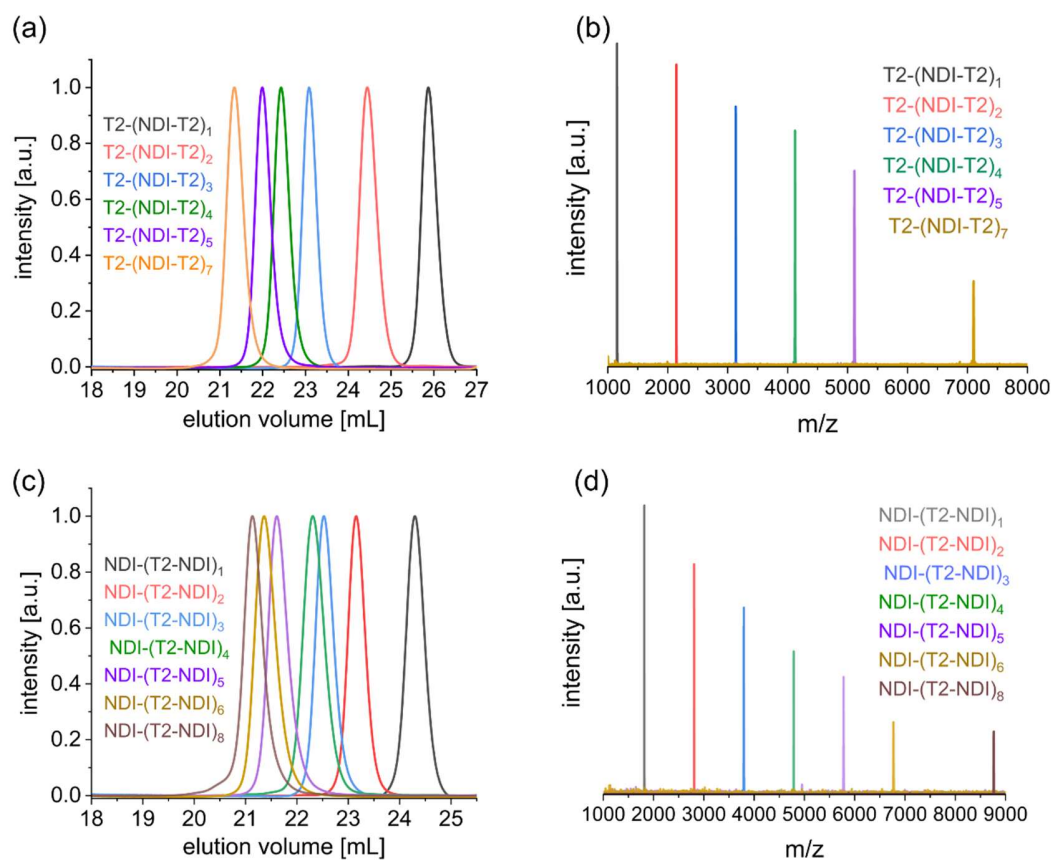 (a)
intensity [a.u.]
1.0
0.8
0.6
0.4
0.2
0.0
T2-(NDI-T2)₁
T2-(NDI-T2)₂
T2-(NDI-T2)₃
T2-(NDI-T2)₄
T2-(NDI-T2)₅
T2-(NDI-T2)₇
18 19 20 21 22 23 24 25 26 27
elution volume [mL]
(b)
intensity [a.u.]
T2-(NDI-T2)₁
T2-(NDI-T2)₂
T2-(NDI-T2)₃
T2-(NDI-T2)₄
T2-(NDI-T2)₅
T2-(NDI-T2)₇
1000 2000 3000 4000 5000 6000 7000 8000
m/z
(c)
intensity [a.u.]
1.0
0.8
0.6
0.4
0.2
0.0
NDI-(T2-NDI)₁
NDI-(T2-NDI)₂
NDI-(T2-NDI)₃
NDI-(T2-NDI)₄
NDI-(T2-NDI)₅
NDI-(T2-NDI)₆
NDI-(T2-NDI)₈
18 19 20 21 22 23 24 25
elution volume [mL]
(d)
intensity [a.u.]
NDI-(T2-NDI)₁
NDI-(T2-NDI)₂
NDI-(T2-NDI)₃
NDI-(T2-NDI)₄
NDI-(T2-NDI)₅
NDI-(T2-NDI)₆
NDI-(T2-NDI)₈
1000 2000 3000 4000 5000 6000 7000 8000 9000
m/z